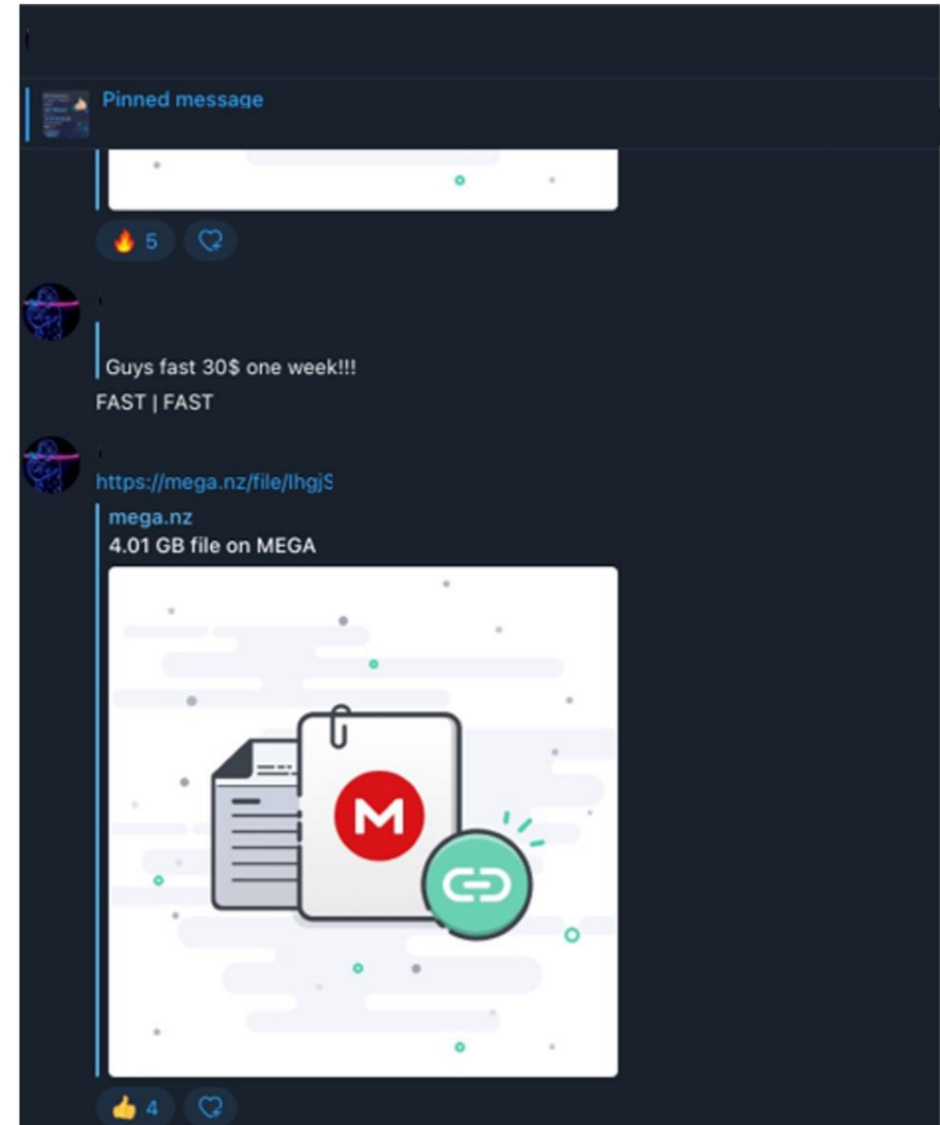 Pinned message
5
Guys fast 30$ one week!!!
FAST | FAST
https://mega.nz/file/IhgjS
mega.nz
4.01 GB file on MEGA
M
4